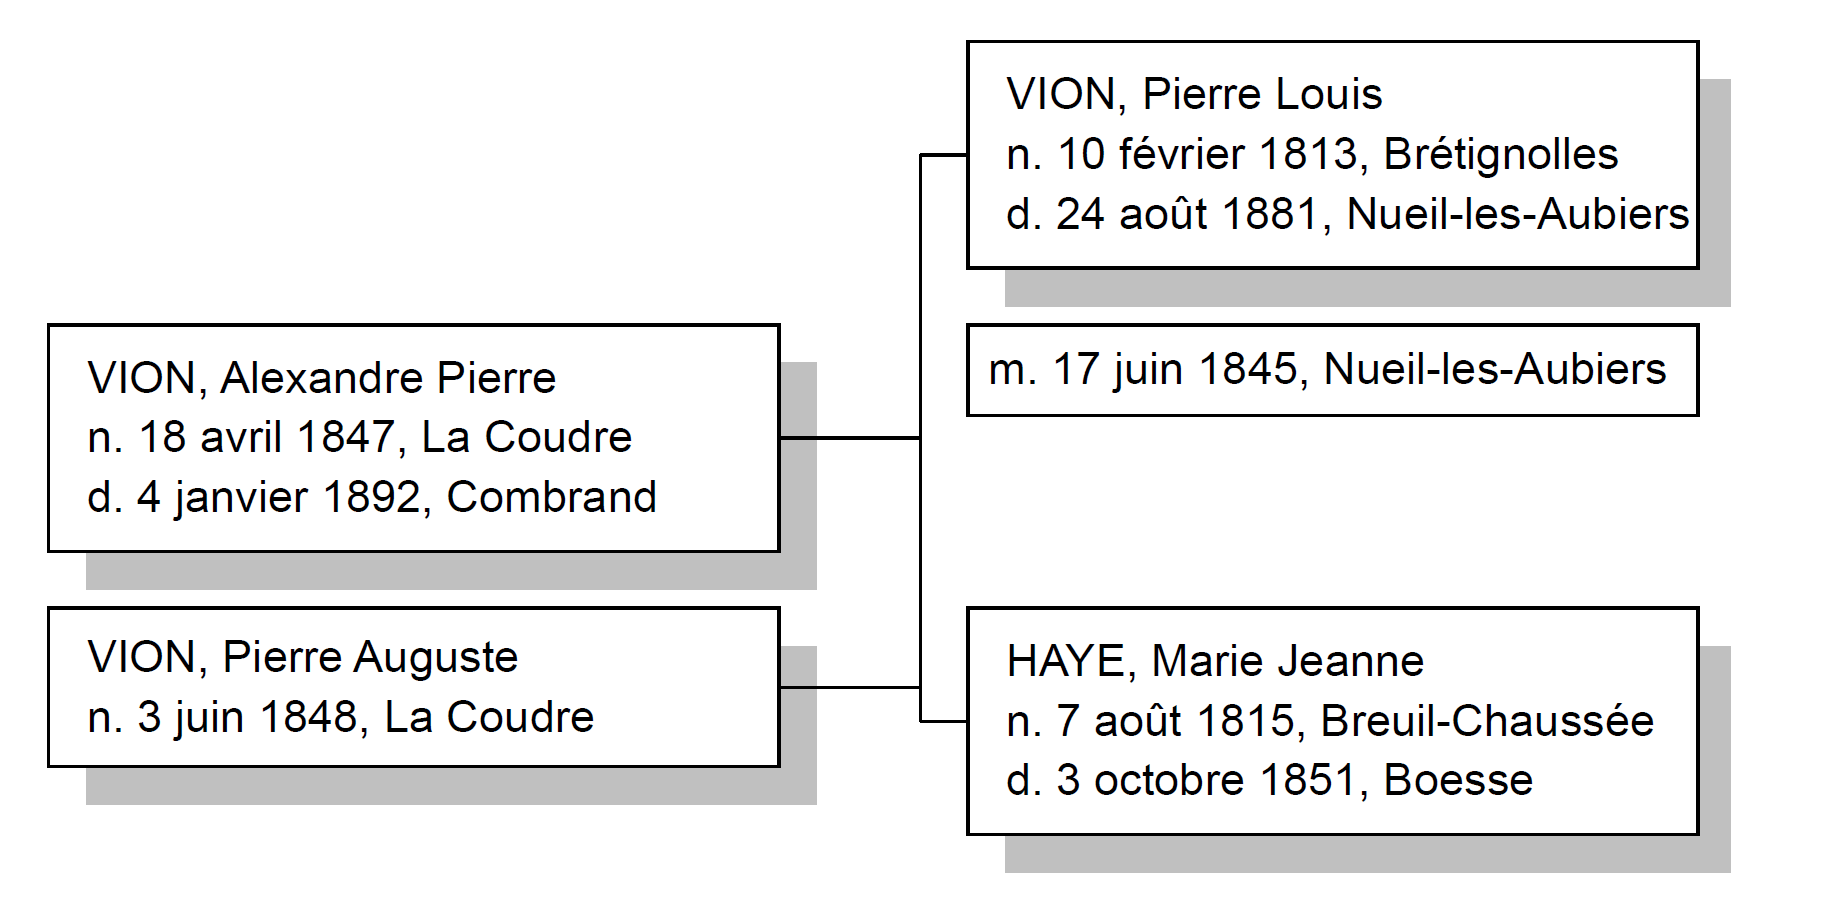 VION, Pierre Louis
n. 10 février 1813, Brétignolles
d. 24 août 1881, Nueil-les-Aubiers
m. 17 juin 1845, Nueil-les-Aubiers
VION, Alexandre Pierre
n. 18 avril 1847, La Coudre
d. 4 janvier 1892, Combrand
VION, Pierre Auguste
n. 3 juin 1848, La Coudre
HAYE, Marie Jeanne
n. 7 août 1815, Breuil-Chaussée
d. 3 octobre 1851, Boesse